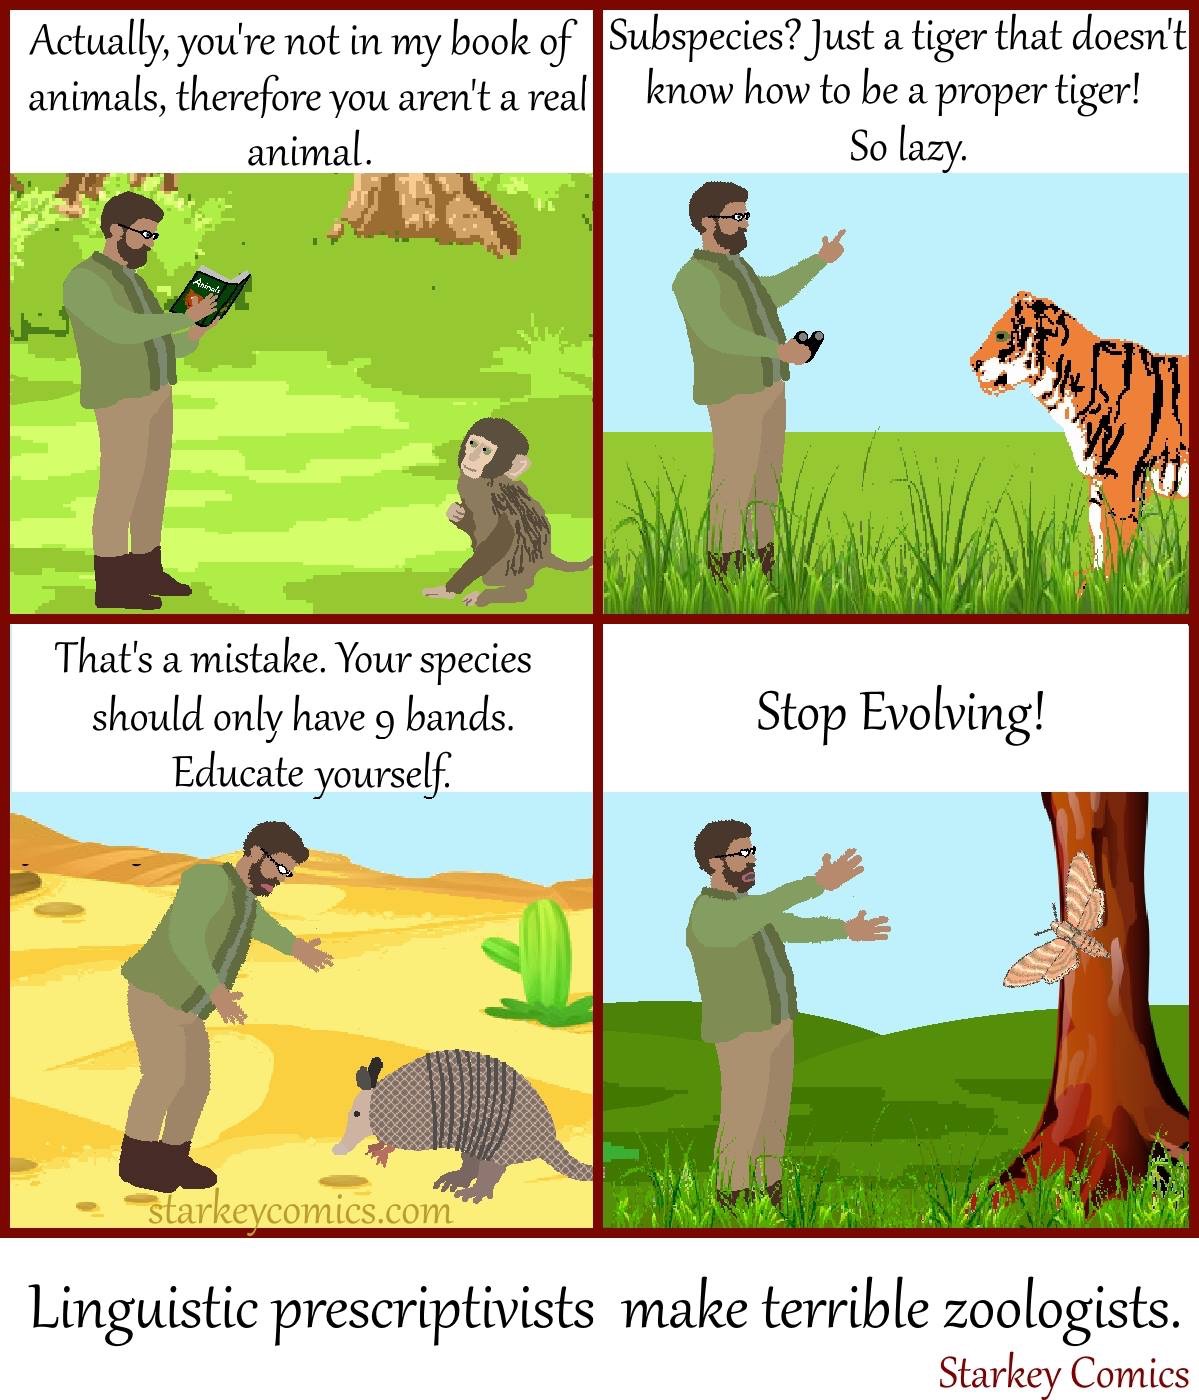 Actually, you're not in my book of
animals, therefore you aren't a real
animal.
Animals
Subspecies? Just a tiger that doesn't
know how to be a proper tiger!
So lazy.
That's a mistake. Your species
should only have 9 bands.
Educate yourself.
starkeycomics.com
Stop Evolving!
Linguistic prescriptivists make terrible zoologists.
Starkey Comics